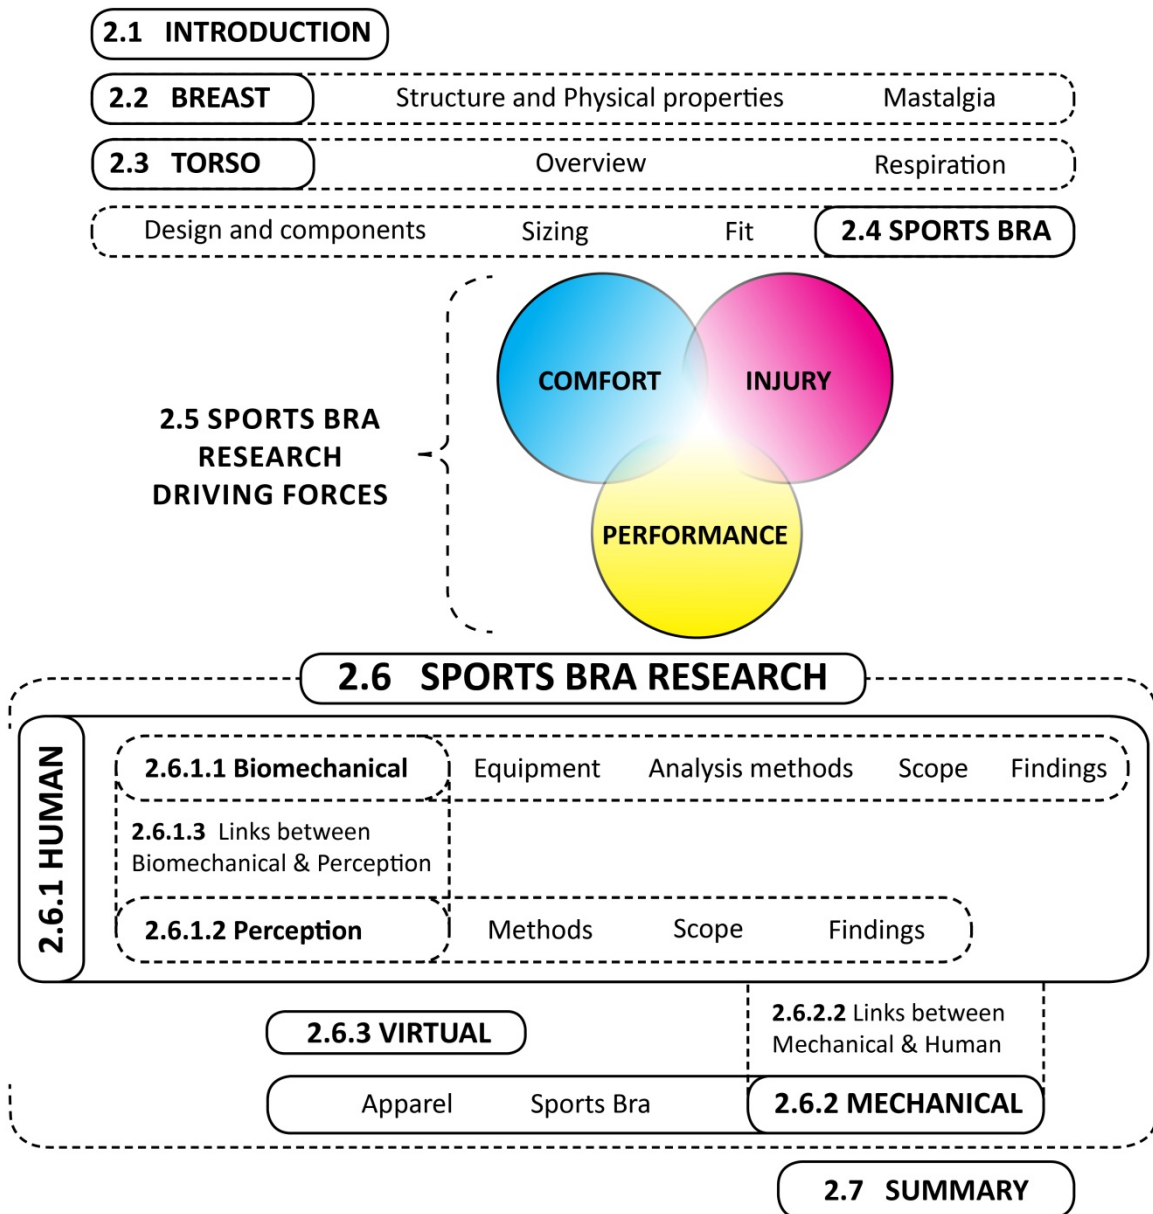 2.1 INTRODUCTION
2.2 BREAST Structure and Physical properties Mastalgia
2.3 TORSO Overview Respiration
Design and components Sizing Fit 2.4 SPORTS BRA
COMFORT INJURY
2.5 SPORTS BRA
RESEARCH
DRIVING FORCES
PERFORMANCE
2.6 SPORTS BRA RESEARCH
2.6.1 HUMAN
2.6.1.1 Biomechanical Equipment Analysis methods Scope Findings
2.6.1.3 Links between
Biomechanical & Perception
2.6.1.2 Perception Methods Scope Findings
2.6.3 VIRTUAL
2.6.2.2 Links between
Mechanical & Human
Apparel Sports Bra 2.6.2 MECHANICAL
2.7 SUMMARY